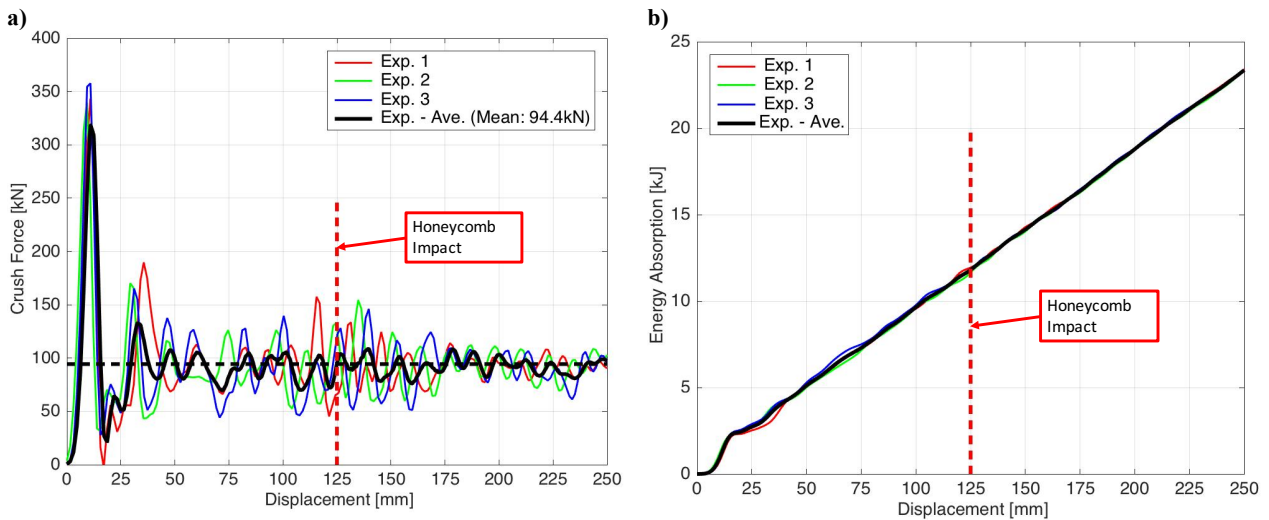 a)
400
350
300
250
200
150
100
50
0
Crush Force [kN]
0 25 50 75 100 125 150 175 200 225 250
Displacement [mm]
Exp. 1
Exp. 2
Exp. 3
Exp. - Ave. (Mean: 94.4kN)
Honeycomb
Impact
b)
25
20
15
10
5
0
Energy Absorption [kJ]
0 25 50 75 100 125 150 175 200 225 250
Displacement [mm]
Exp. 1
Exp. 2
Exp. 3
Exp. - Ave.
Honeycomb
Impact